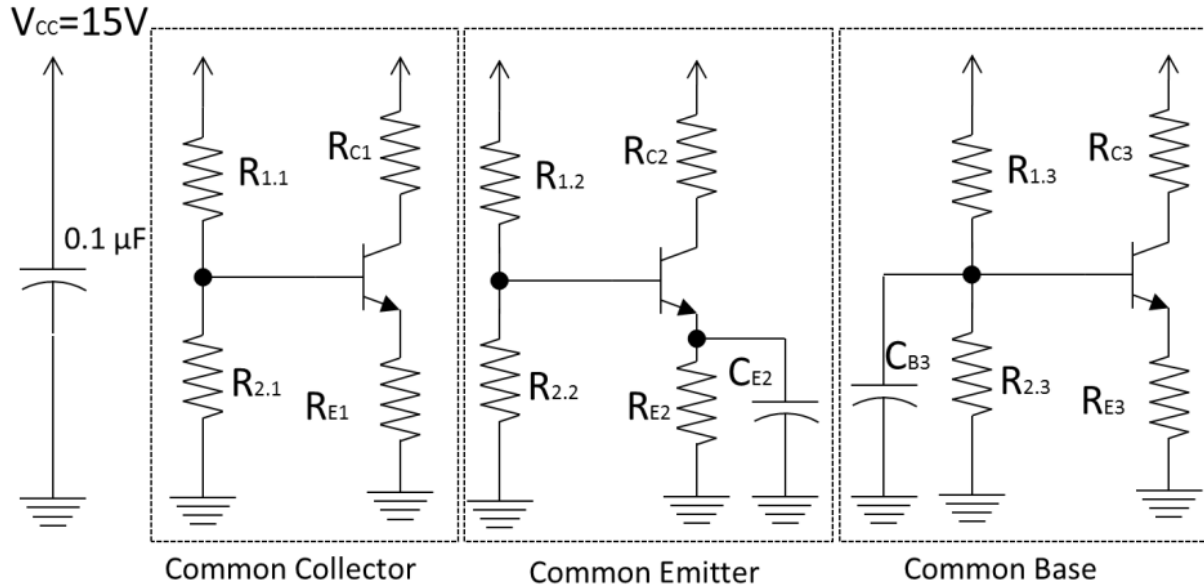 VCC=15V
0.1 µF
R1.1
RC1
R2.1
RE1
Common Collector
R1.2
RC2
R2.2
RE2
CE2
Common Emitter
R1.3
RC3
CB3
R2.3
RE3
Common Base